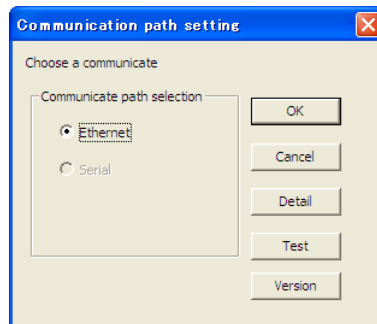 Communication path setting
Choose a communicate
Communicate path selection
Ethernet
Serial
OK
Cancel
Detail
Test
Version